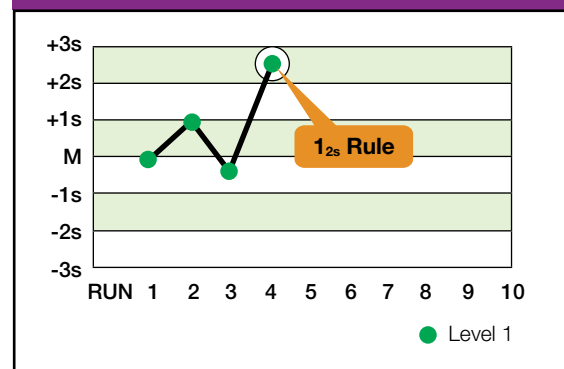 +3s
+2s
+1s
M
-1s
-2s
-3s
1₂ₛ Rule
RUN 1 2 3 4 5 6 7 8 9 10
Level 1